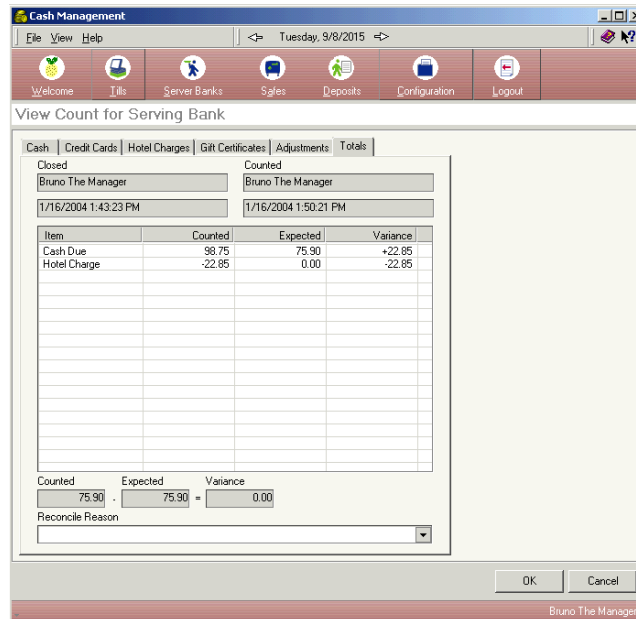 Cash Management
File View Help
Tuesday, 9/8/2015
Welcome Tills Server Banks Sales Deposits Configuration Logout
View Count for Serving Bank
Cash Credit Cards Hotel Charges Gift Certificates Adjustments Totals
Closed Counted
Bruno The Manager Bruno The Manager
1/16/2004 1:43:23 PM 1/16/2004 1:50:21 PM
Item Counted Expected Variance
Cash Due 98.75 75.90 +22.85
Hotel Charge -22.85 0.00 -22.85
Counted Expected Variance
75.90 - 75.90 = 0.00
Reconcile Reason
OK Cancel
Bruno The Manager